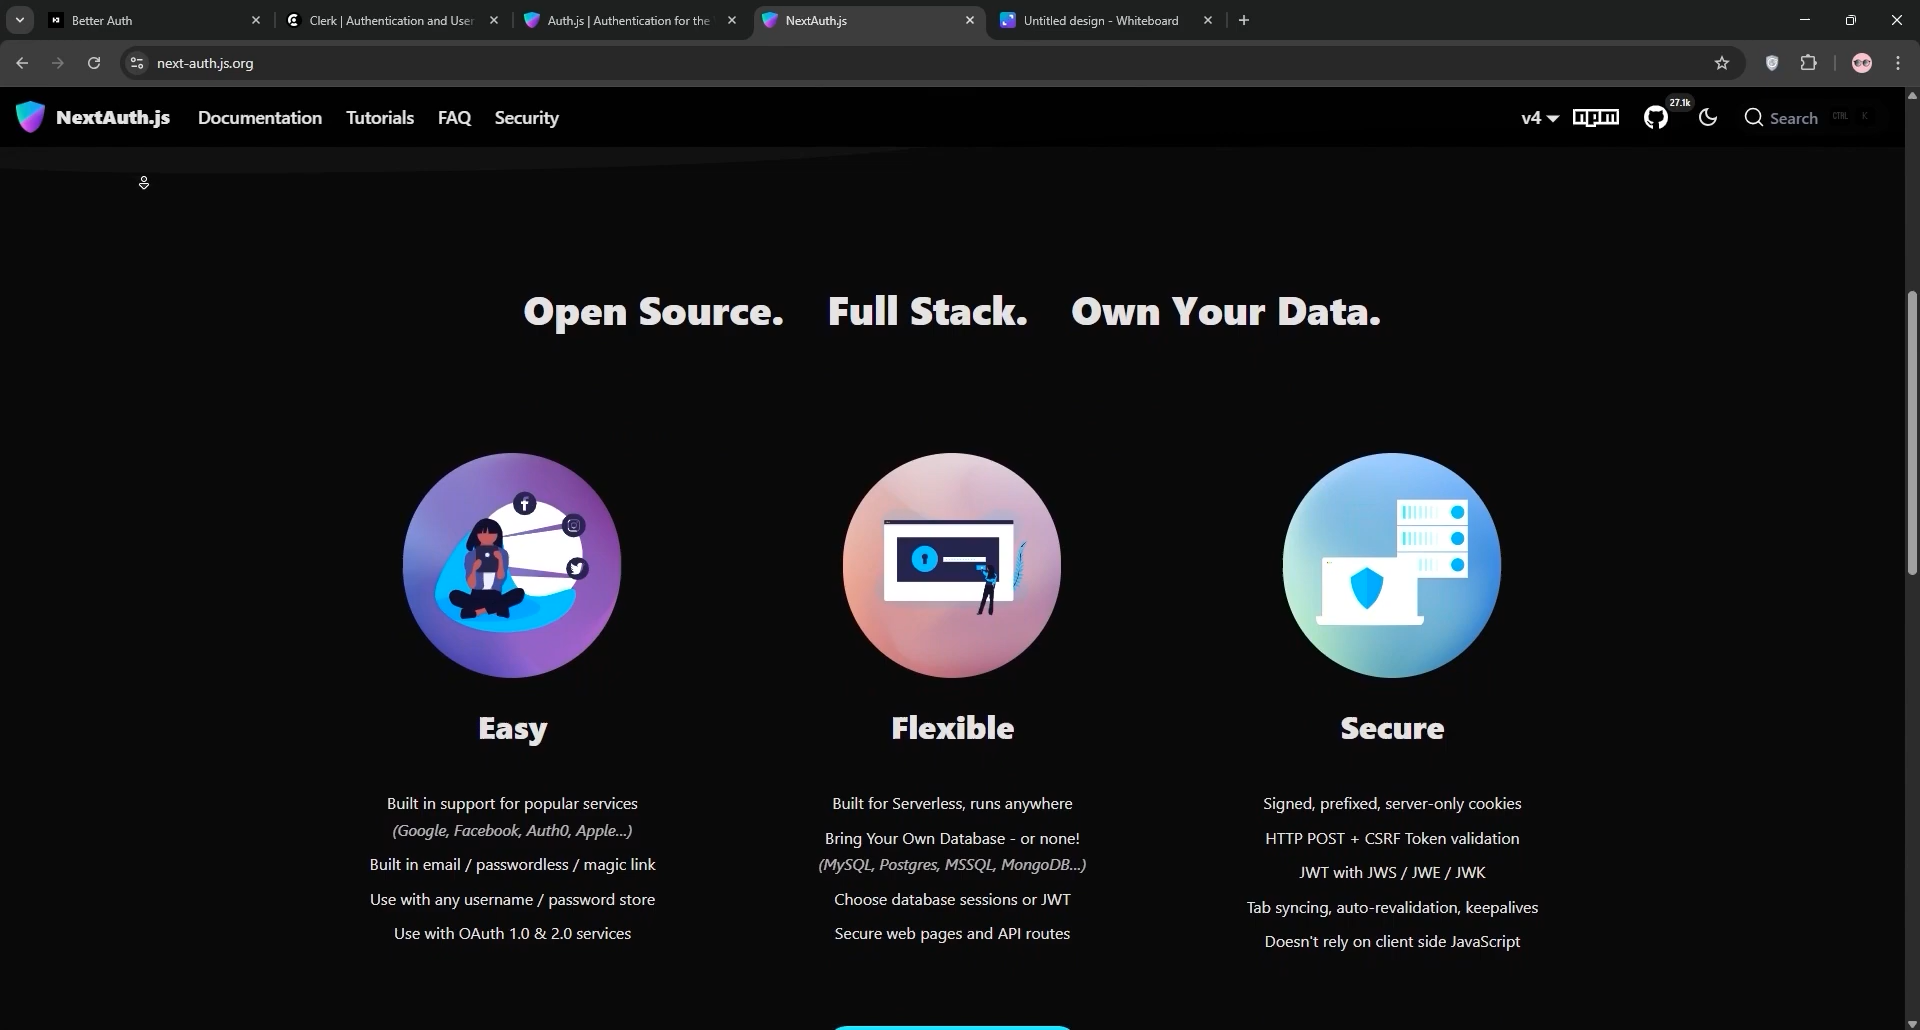 Better Auth
Clerk | Authentication and User
Auth.js | Authentication for the
NextAuth.js
Untitled design - Whiteboard
next-auth.js.org
NextAuth.js
Documentation
Tutorials
FAQ
Security
v4
npm
27.1k
Search
CTRL K
Open Source. Full Stack. Own Your Data.
Easy
Built in support for popular services
(Google, Facebook, Auth0, Apple...)
Built in email / passwordless / magic link
Use with any username / password store
Use with OAuth 1.0 & 2.0 services
Flexible
Built for Serverless, runs anywhere
Bring Your Own Database - or none!
(MySQL, Postgres, MSSQL, MongoDB...)
Choose database sessions or JWT
Secure web pages and API routes
Secure
Signed, prefixed, server-only cookies
HTTP POST + CSRF Token validation
JWT with JWS / JWE / JWK
Tab syncing, auto-revalidation, keepalives
Doesn't rely on client side JavaScript